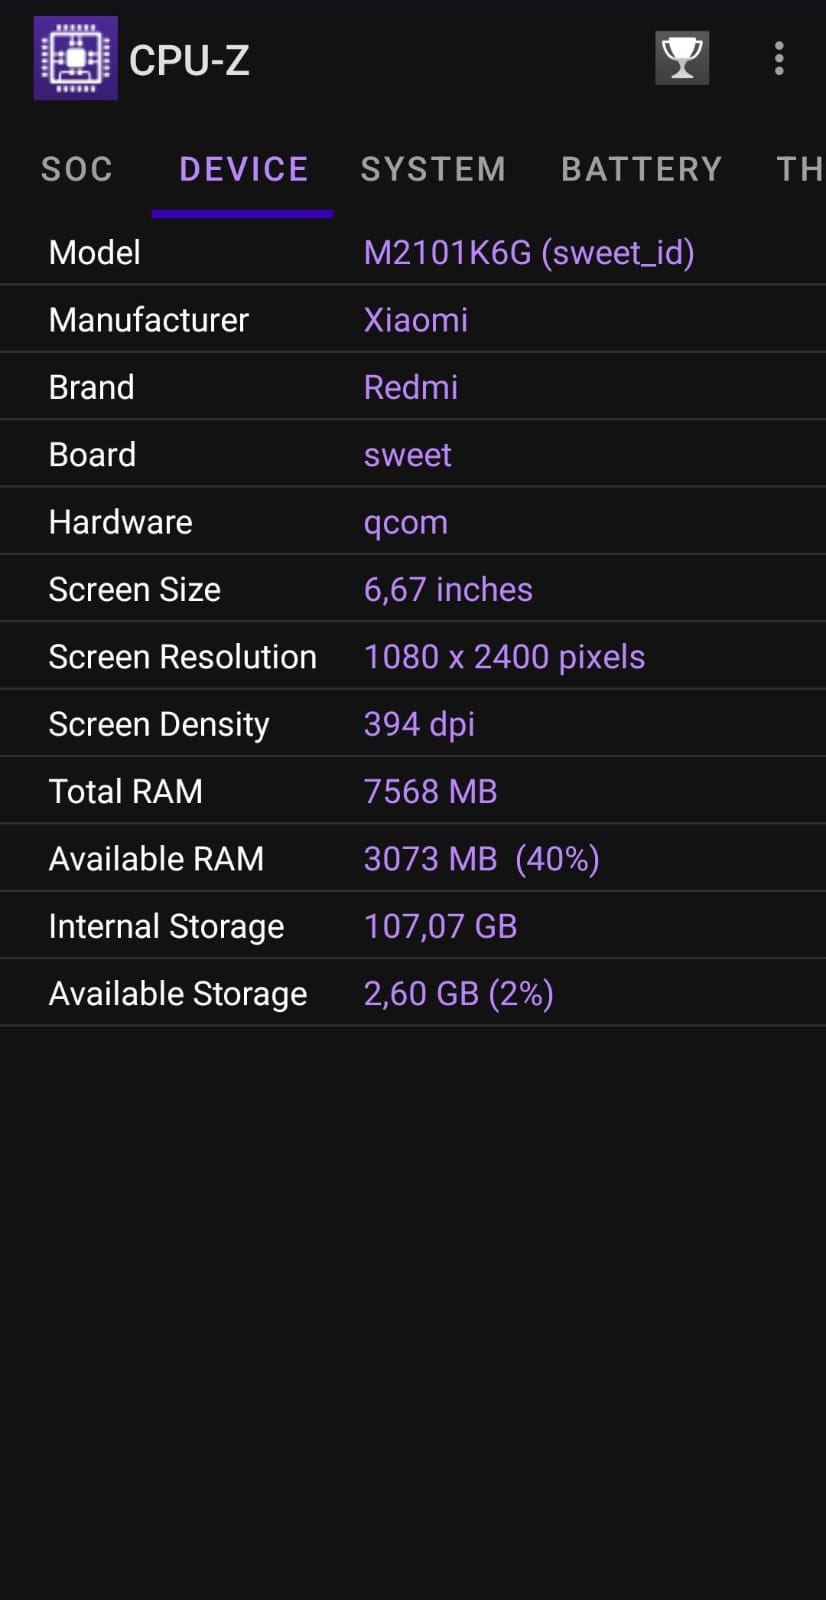 CPU-Z
SOC DEVICE SYSTEM BATTERY TH
Model M2101K6G (sweet_id)
Manufacturer Xiaomi
Brand Redmi
Board sweet
Hardware qcom
Screen Size 6,67 inches
Screen Resolution 1080 x 2400 pixels
Screen Density 394 dpi
Total RAM 7568 MB
Available RAM 3073 MB (40%)
Internal Storage 107,07 GB
Available Storage 2,60 GB (2%)